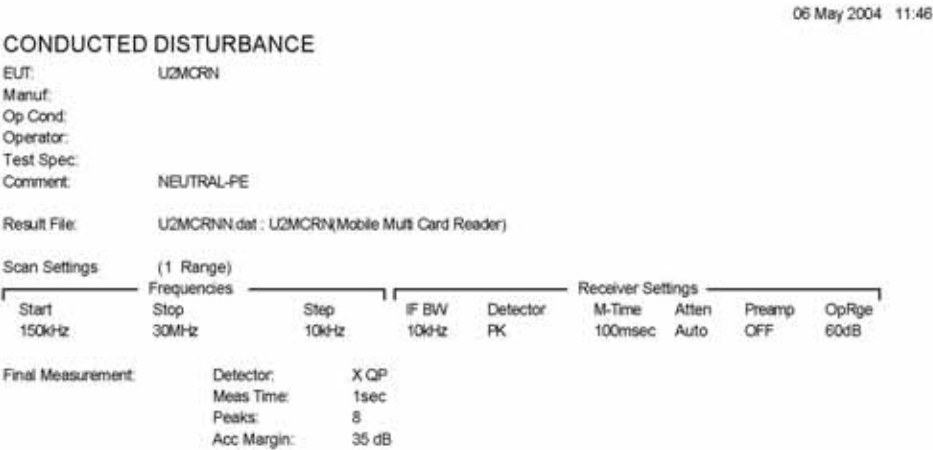 06 May 2004 11:46
CONDUCTED DISTURBANCE
EUT: U2MCRN
Manuf:
Op Cond:
Operator:
Test Spec:
Comment: NEUTRAL-PE
Result File: U2MCRNN.dat : U2MCRN(Mobile Multi Card Reader)
Scan Settings (1 Range)
Frequencies Receiver Settings
Start Stop Step IF BW Detector M-Time Atten Preamp OpRge
150kHz 30MHz 10kHz 10kHz PK 100msec Auto OFF 60dB
Final Measurement: Detector: X QP
Meas Time: 1sec
Peaks: 8
Acc Margin: 35 dB